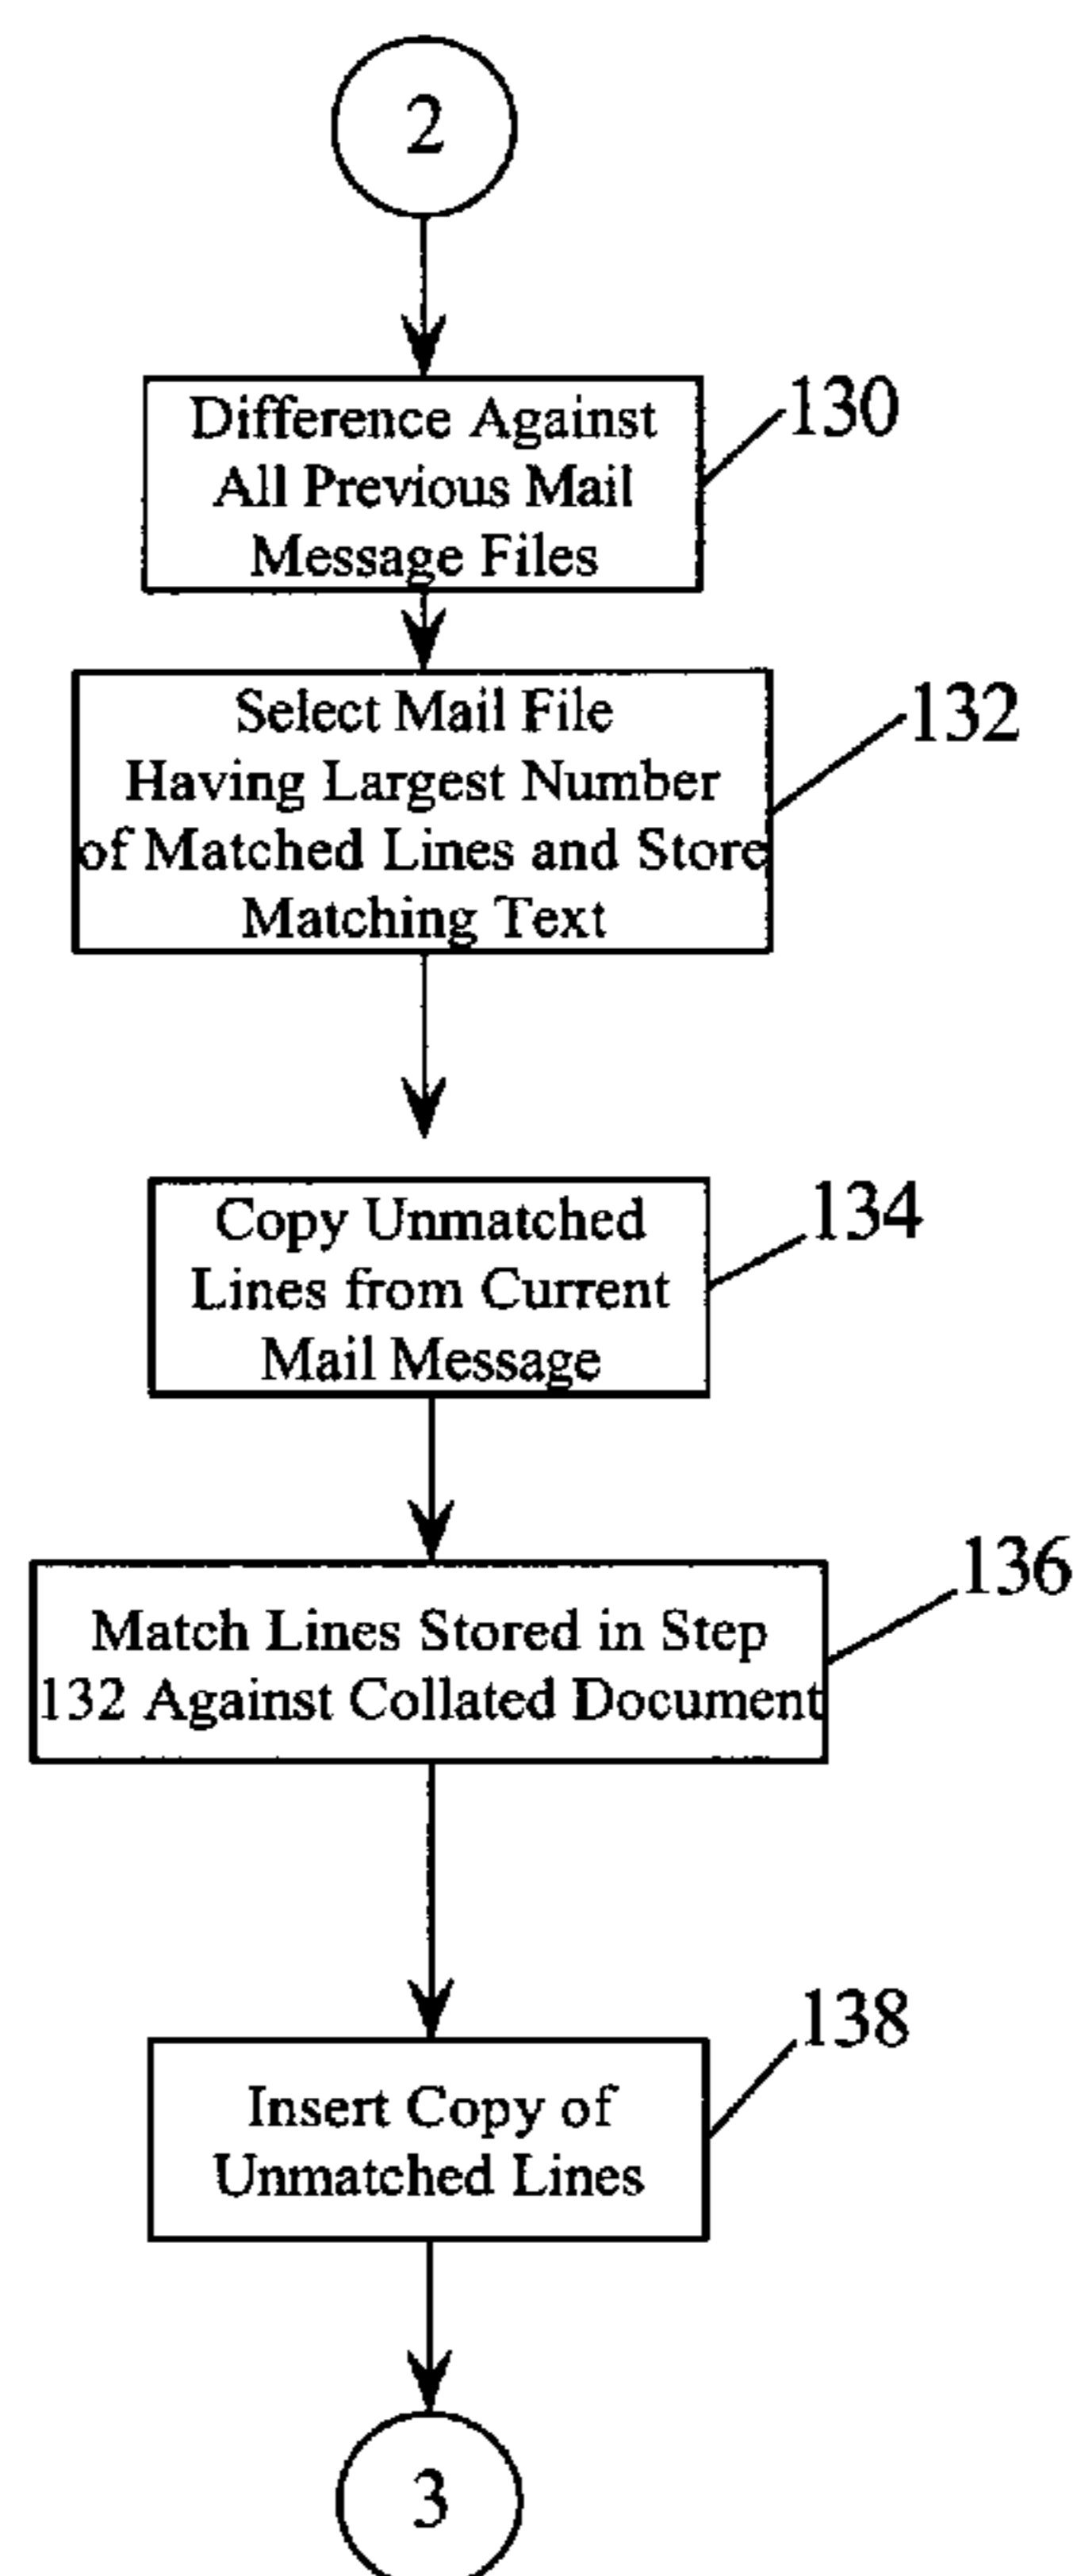 2
Difference Against
All Previous Mail
Message Files
130
Select Mail File
Having Largest Number
of Matched Lines and Store
Matching Text
132
Copy Unmatched
Lines from Current
Mail Message
134
Match Lines Stored in Step
132 Against Collated Document
136
Insert Copy of
Unmatched Lines
138
3